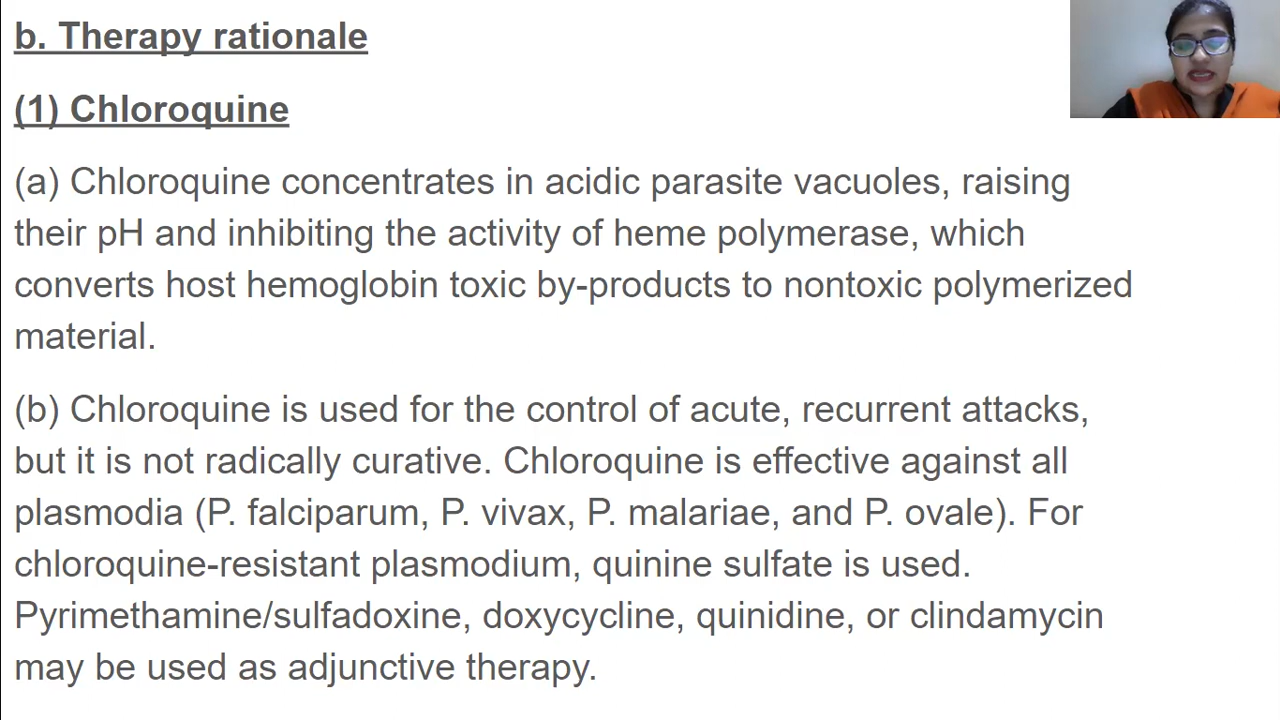 b. Therapy rationale
(1) Chloroquine
(a) Chloroquine concentrates in acidic parasite vacuoles, raising
their pH and inhibiting the activity of heme polymerase, which
converts host hemoglobin toxic by-products to nontoxic polymerized
material.
(b) Chloroquine is used for the control of acute, recurrent attacks,
but it is not radically curative. Chloroquine is effective against all
plasmodia (P. falciparum, P. vivax, P. malariae, and P. ovale). For
chloroquine-resistant plasmodium, quinine sulfate is used.
Pyrimethamine/sulfadoxine, doxycycline, quinidine, or clindamycin
may be used as adjunctive therapy.